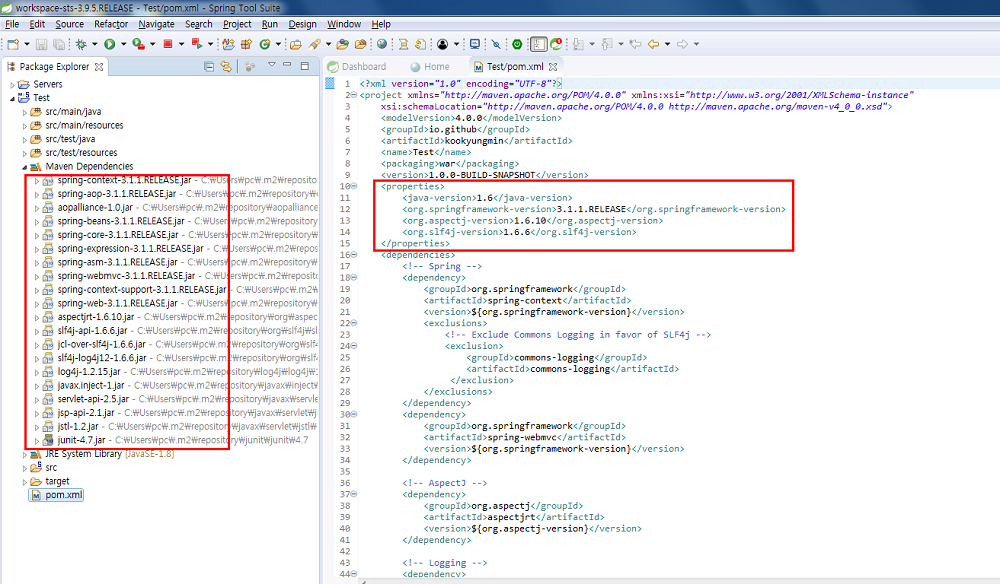 workspace-sts-3.9.5.RELEASE - Test/pom.xml - Spring Tool Suite
File Edit Source Refactor Navigate Search Project Run Design Window Help
Package Explorer
Servers
Test
src/main/java
src/main/resources
src/test/java
src/test/resources
Maven Dependencies
spring-context-3.1.1.RELEASE.jar - C:₩Users₩pc₩.m2₩reposito
spring-aop-3.1.1.RELEASE.jar - C:₩Users₩pc₩.m2₩repository₩
aopalliance-1.0.jar - C:₩Users₩pc₩.m2₩repository₩aopalliance
spring-beans-3.1.1.RELEASE.jar - C:₩Users₩pc₩.m2₩repositor
spring-core-3.1.1.RELEASE.jar - C:₩Users₩pc₩.m2₩repository
spring-expression-3.1.1.RELEASE.jar - C:₩Users₩pc₩.m2₩repo
spring-asm-3.1.1.RELEASE.jar - C:₩Users₩pc₩.m2₩repository₩
spring-webmvc-3.1.1.RELEASE.jar - C:₩Users₩pc₩.m2₩reposit
spring-context-support-3.1.1.RELEASE.jar - C:₩Users₩pc₩.m2
spring-web-3.1.1.RELEASE.jar - C:₩Users₩pc₩.m2₩repository₩
aspectjrt-1.6.10.jar - C:₩Users₩pc₩.m2₩repository₩org₩aspec
slf4j-api-1.6.6.jar - C:₩Users₩pc₩.m2₩repository₩org₩slf4j₩sl
jcl-over-slf4j-1.6.6.jar - C:₩Users₩pc₩.m2₩repository₩org₩slf
slf4j-log4j12-1.6.6.jar - C:₩Users₩pc₩.m2₩repository₩org₩slf
log4j-1.2.15.jar - C:₩Users₩pc₩.m2₩repository₩log4j₩log4j₩1
javax.inject-1.jar - C:₩Users₩pc₩.m2₩repository₩javax₩inject₩
servlet-api-2.5.jar - C:₩Users₩pc₩.m2₩repository₩javax₩servle
jsp-api-2.1.jar - C:₩Users₩pc₩.m2₩repository₩javax₩servlet₩j
jstl-1.2.jar - C:₩Users₩pc₩.m2₩repository₩javax₩servlet₩jstl₩
junit-4.7.jar - C:₩Users₩pc₩.m2₩repository₩junit₩junit₩4.7
JRE System Library [JavaSE-1.8]
src
target
pom.xml
Dashboard Home Test/pom.xml
1 <?xml version="1.0" encoding="UTF-8"?>
2 <project xmlns="http://maven.apache.org/POM/4.0.0" xmlns:xsi="http://www.w3.org/2001/XMLSchema-instance"
3 xsi:schemaLocation="http://maven.apache.org/POM/4.0.0 http://maven.apache.org/maven-v4_0_0.xsd">
4 <modelVersion>4.0.0</modelVersion>
5 <groupId>io.github</groupId>
6 <artifactId>kookyungmin</artifactId>
7 <name>Test</name>
8 <packaging>war</packaging>
9 <version>1.0.0-BUILD-SNAPSHOT</version>
10 <properties>
11 <java-version>1.6</java-version>
12 <org.springframework-version>3.1.1.RELEASE</org.springframework-version>
13 <org.aspectj-version>1.6.10</org.aspectj-version>
14 <org.slf4j-version>1.6.6</org.slf4j-version>
15 </properties>
16 <dependencies>
17 <!-- Spring -->
18 <dependency>
19 <groupId>org.springframework</groupId>
20 <artifactId>spring-context</artifactId>
21 <version>${org.springframework-version}</version>
22 <exclusions>
23 <!-- Exclude Commons Logging in favor of SLF4j -->
24 <exclusion>
25 <groupId>commons-logging</groupId>
26 <artifactId>commons-logging</artifactId>
27 </exclusion>
28 </exclusions>
29 </dependency>
30 <dependency>
31 <groupId>org.springframework</groupId>
32 <artifactId>spring-webmvc</artifactId>
33 <version>${org.springframework-version}</version>
34 </dependency>
35
36 <!-- AspectJ -->
37 <dependency>
38 <groupId>org.aspectj</groupId>
39 <artifactId>aspectjrt</artifactId>
40 <version>${org.aspectj-version}</version>
41 </dependency>
42
43 <!-- Logging -->
44 <dependency>